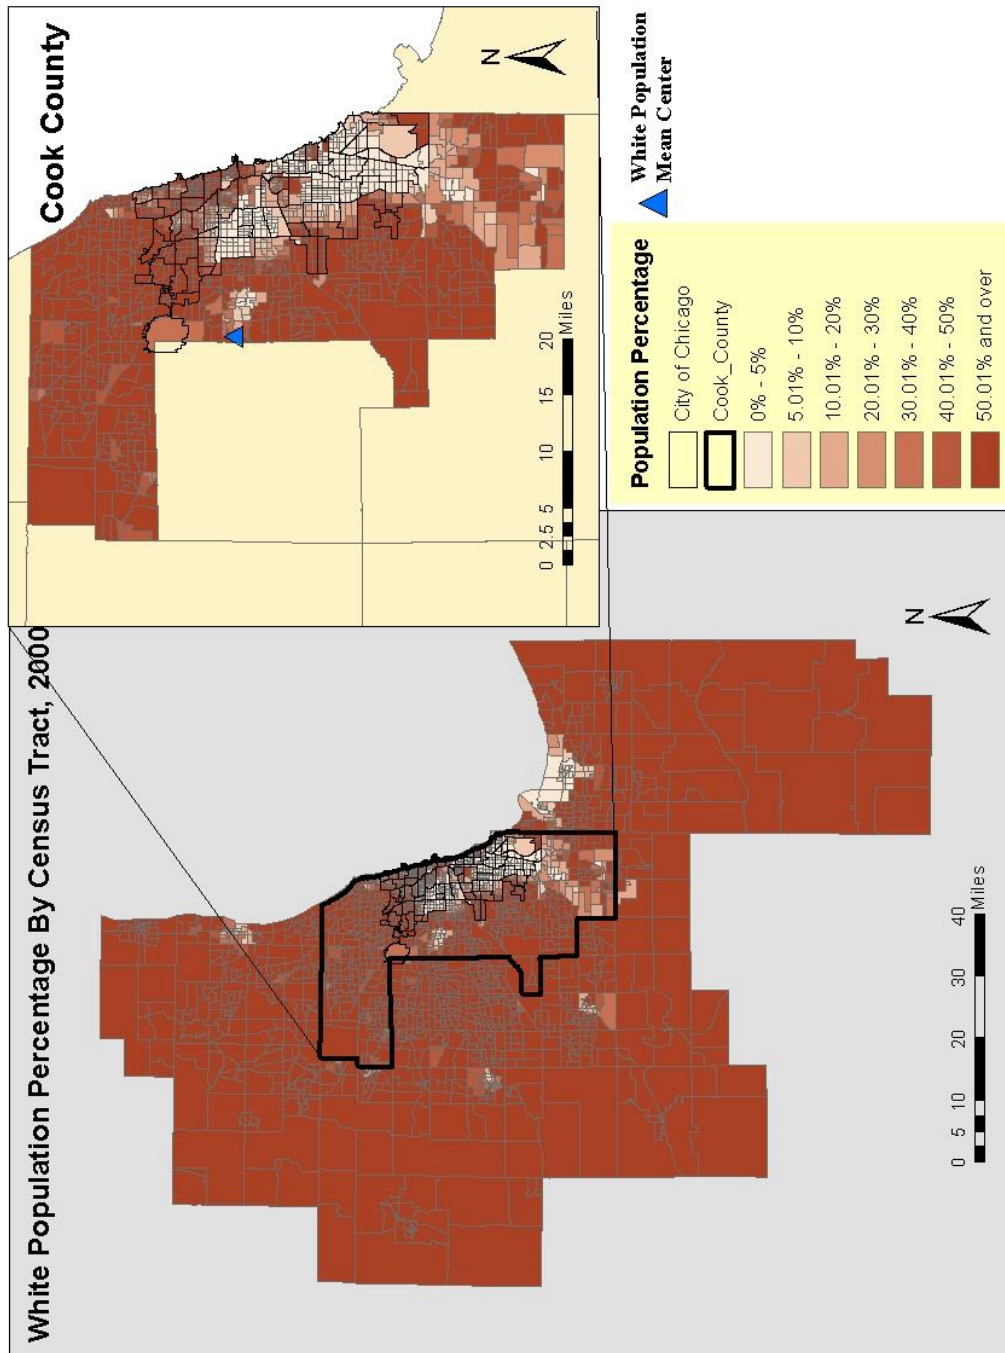 White Population Percentage By Census Tract, 2000
Cook County
N
0 2.5 5 10 15 20
Miles
N
0 5 10 20 30 40
Miles
White Population
Mean Center
Population Percentage
City of Chicago
Cook_County
0% - 5%
5.01% - 10%
10.01% - 20%
20.01% - 30%
30.01% - 40%
40.01% - 50%
50.01% and over